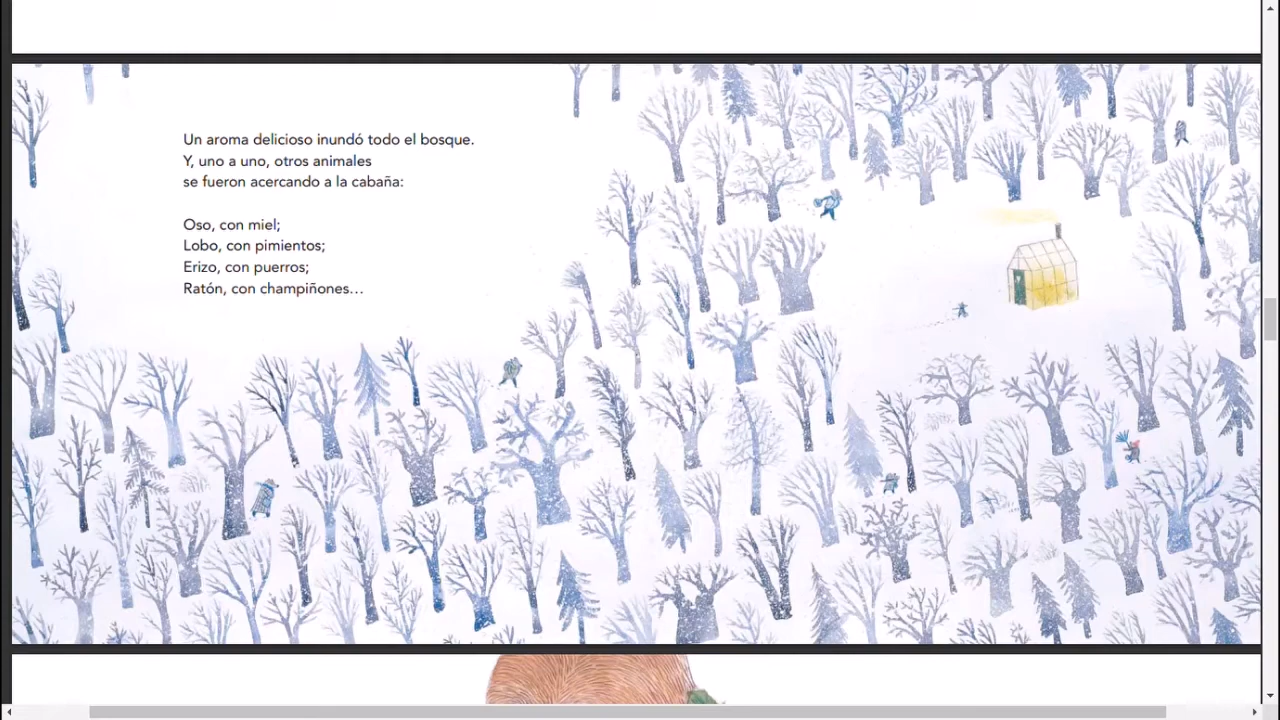 Un aroma delicioso inundó todo el bosque.
Y, uno a uno, otros animales
se fueron acercando a la cabaña:
Oso, con miel;
Lobo, con pimientos;
Erizo, con puerros;
Ratón, con champiñones…